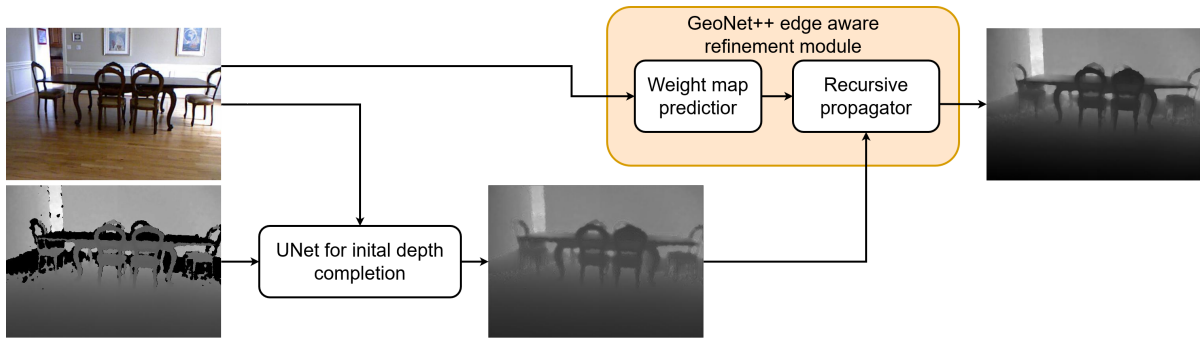 GeoNet++ edge aware
refinement module
Weight map
predictior
Recursive
propagator
UNet for inital depth
completion